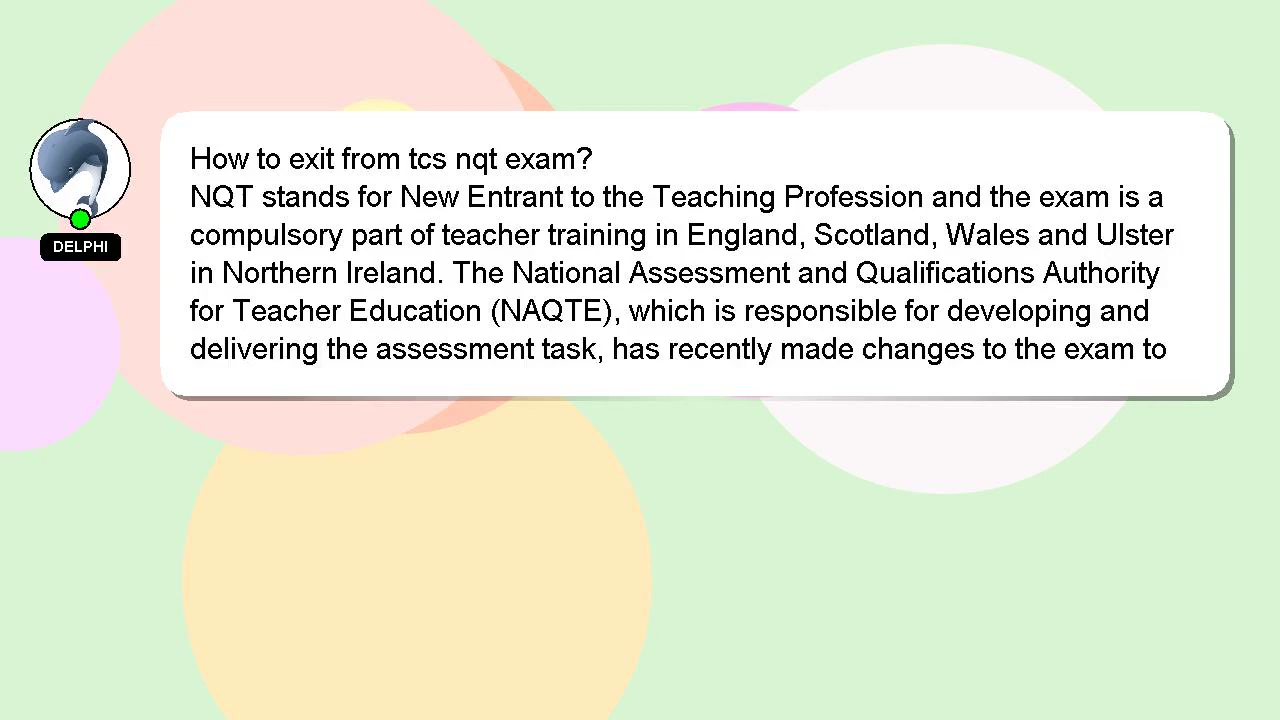 How to exit from tcs nqt exam?
NQT stands for New Entrant to the Teaching Profession and the exam is a
compulsory part of teacher training in England, Scotland, Wales and Ulster
in Northern Ireland. The National Assessment and Qualifications Authority
for Teacher Education (NAQTE), which is responsible for developing and
delivering the assessment task, has recently made changes to the exam to
DELPHI